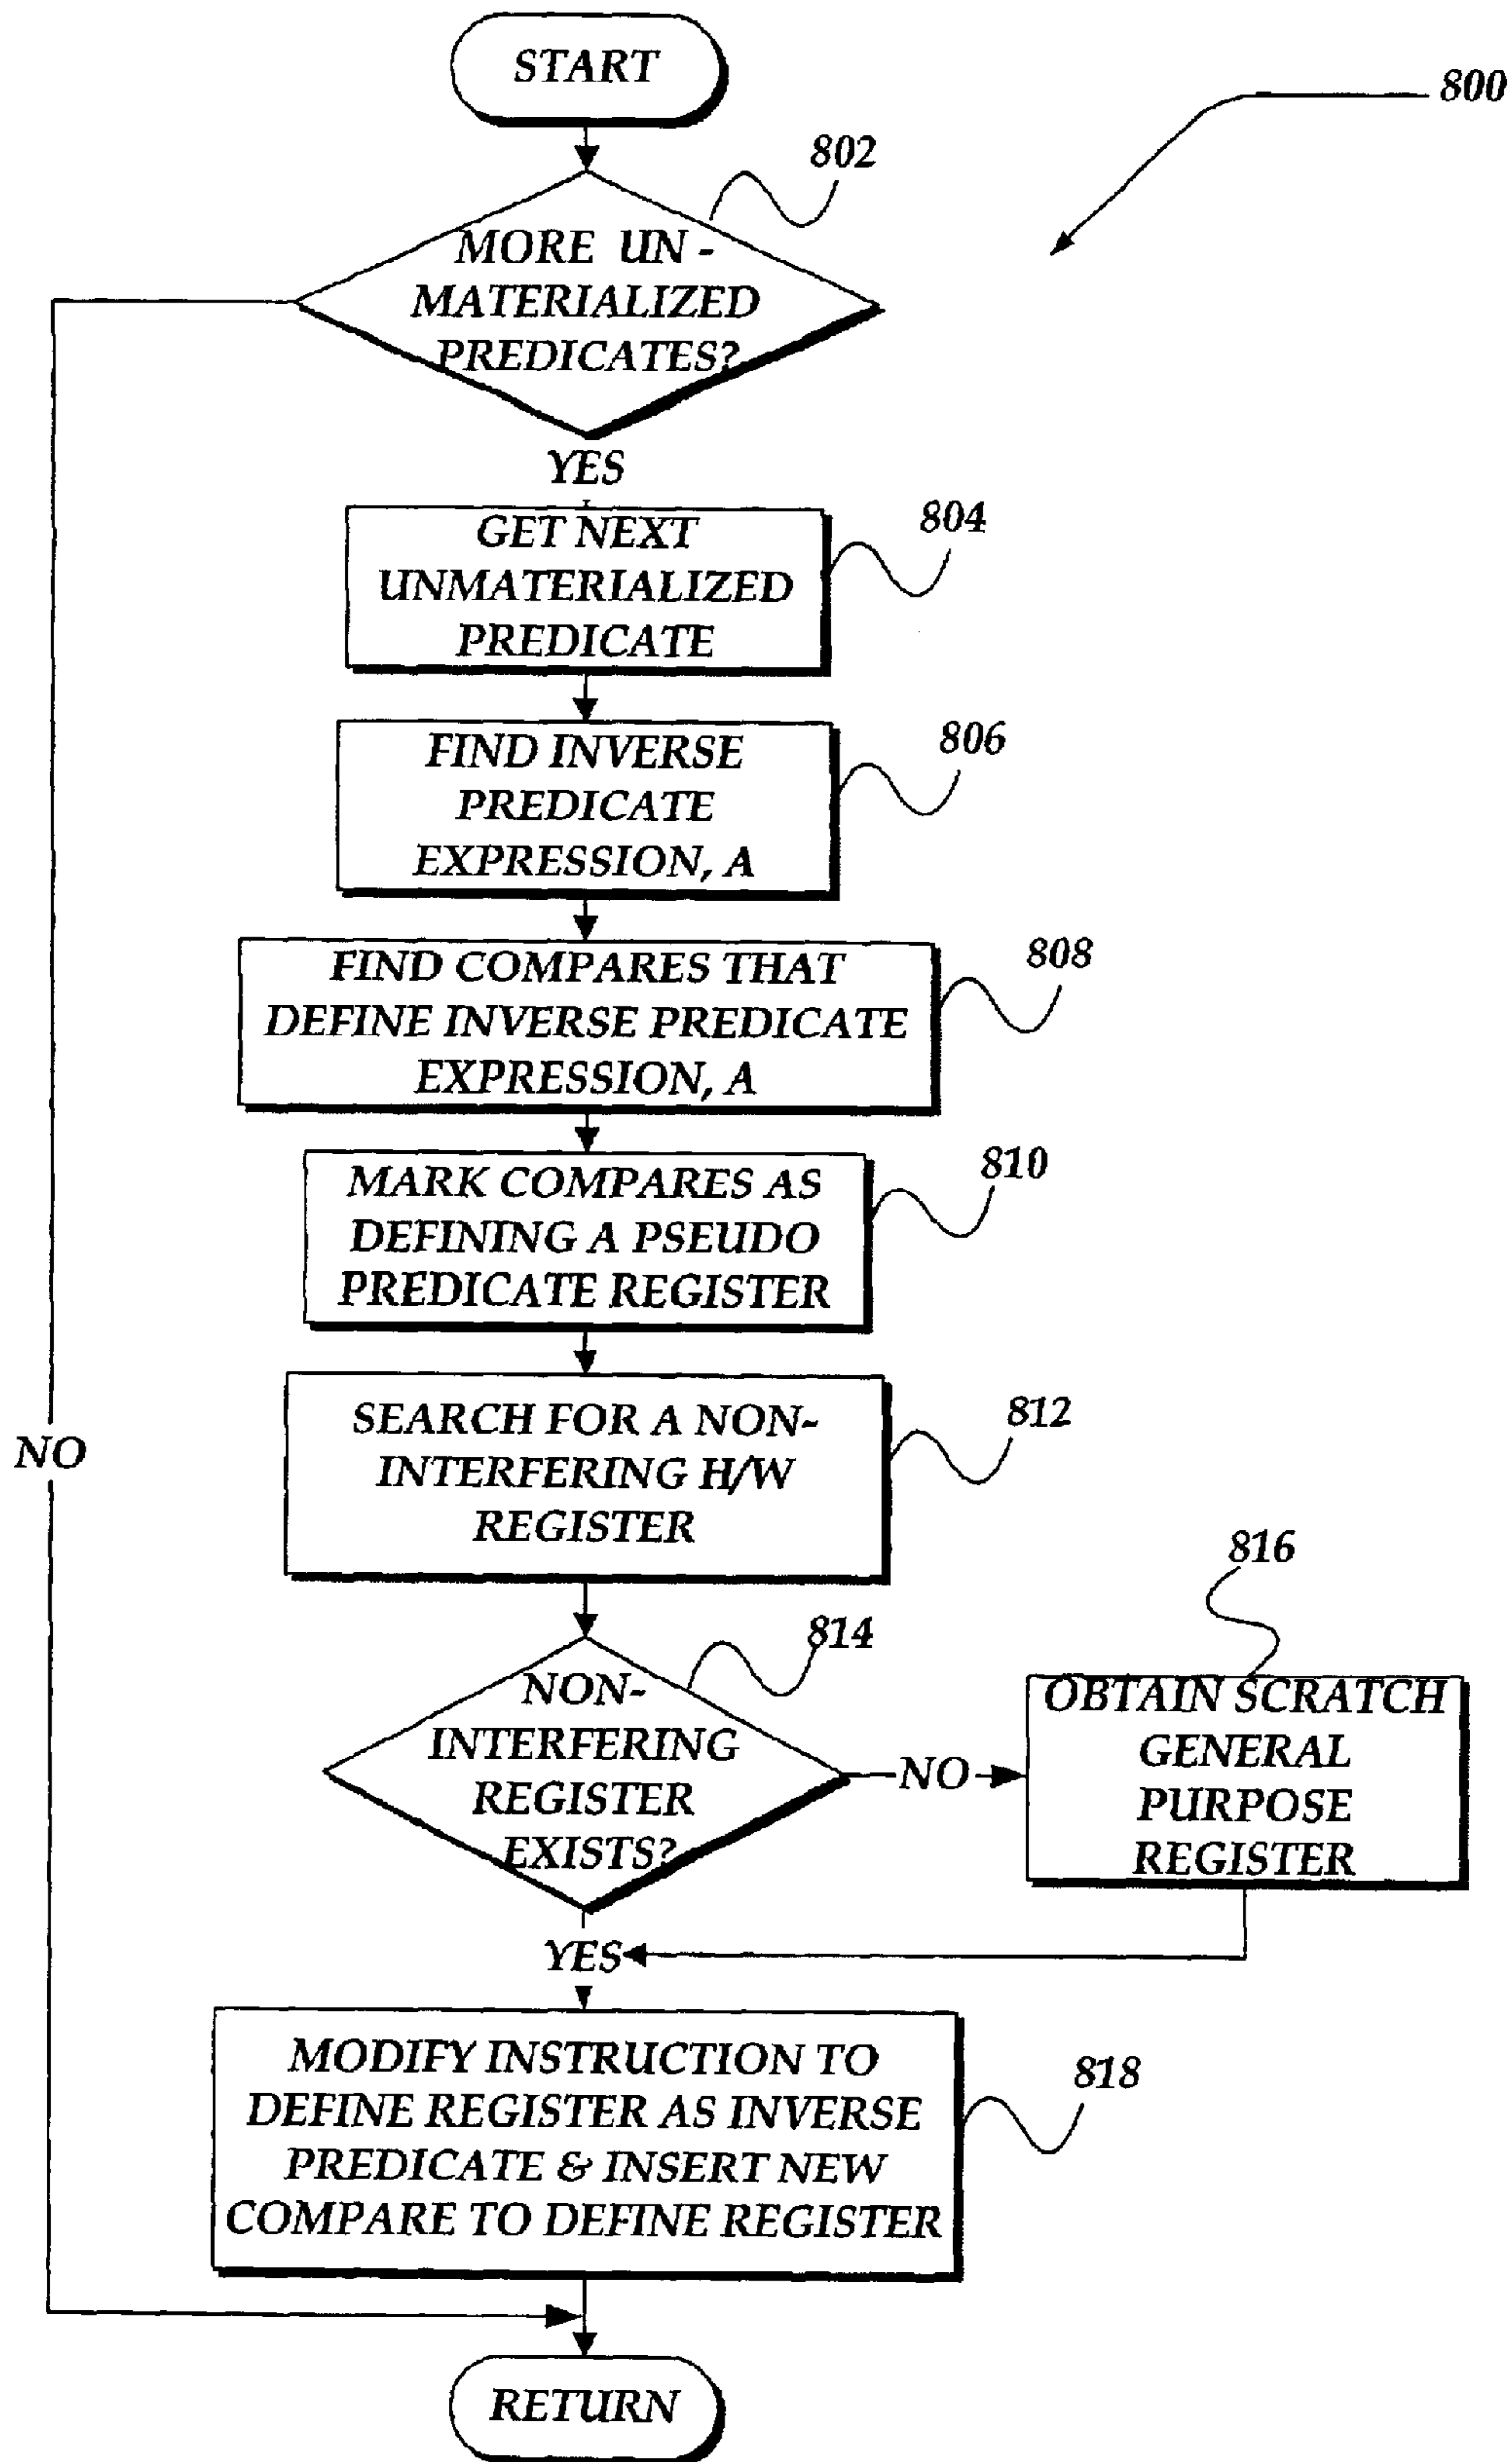 START
800
802
MORE UN-
MATERIALIZED
PREDICATES?
YES
GET NEXT
UNMATERIALIZED
PREDICATE
804
FIND INVERSE
PREDICATE
EXPRESSION, A
806
FIND COMPARES THAT
DEFINE INVERSE PREDICATE
EXPRESSION, A
808
MARK COMPARES AS
DEFINING A PSEUDO
PREDICATE REGISTER
810
SEARCH FOR A NON-
INTERFERING H/W
REGISTER
812
NO
NON-
INTERFERING
REGISTER
EXISTS?
814
NO
816
OBTAIN SCRATCH
GENERAL
PURPOSE
REGISTER
YES
MODIFY INSTRUCTION TO
DEFINE REGISTER AS INVERSE
PREDICATE & INSERT NEW
COMPARE TO DEFINE REGISTER
818
RETURN